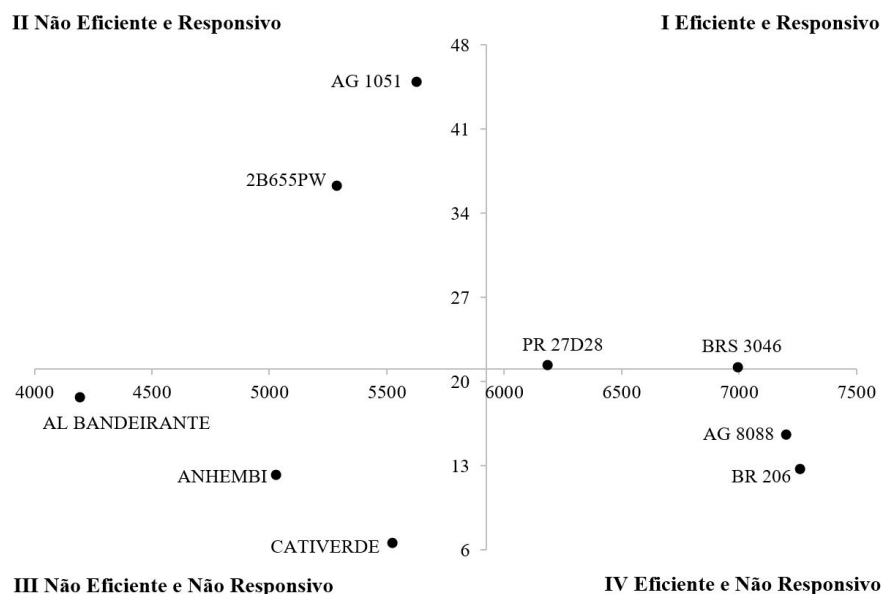 II Não Eficiente e Responsivo
I Eficiente e Responsivo
48
AG 1051
41
2B655PW
34
27
PR 27D28
BRS 3046
4000
4500
5000
5500
20
6000
6500
7000
7500
AL BANDEIRANTE
AG 8088
13
ANHEMBI
BR 206
CATIVERDE
6
III Não Eficiente e Não Responsivo
IV Eficiente e Não Responsivo